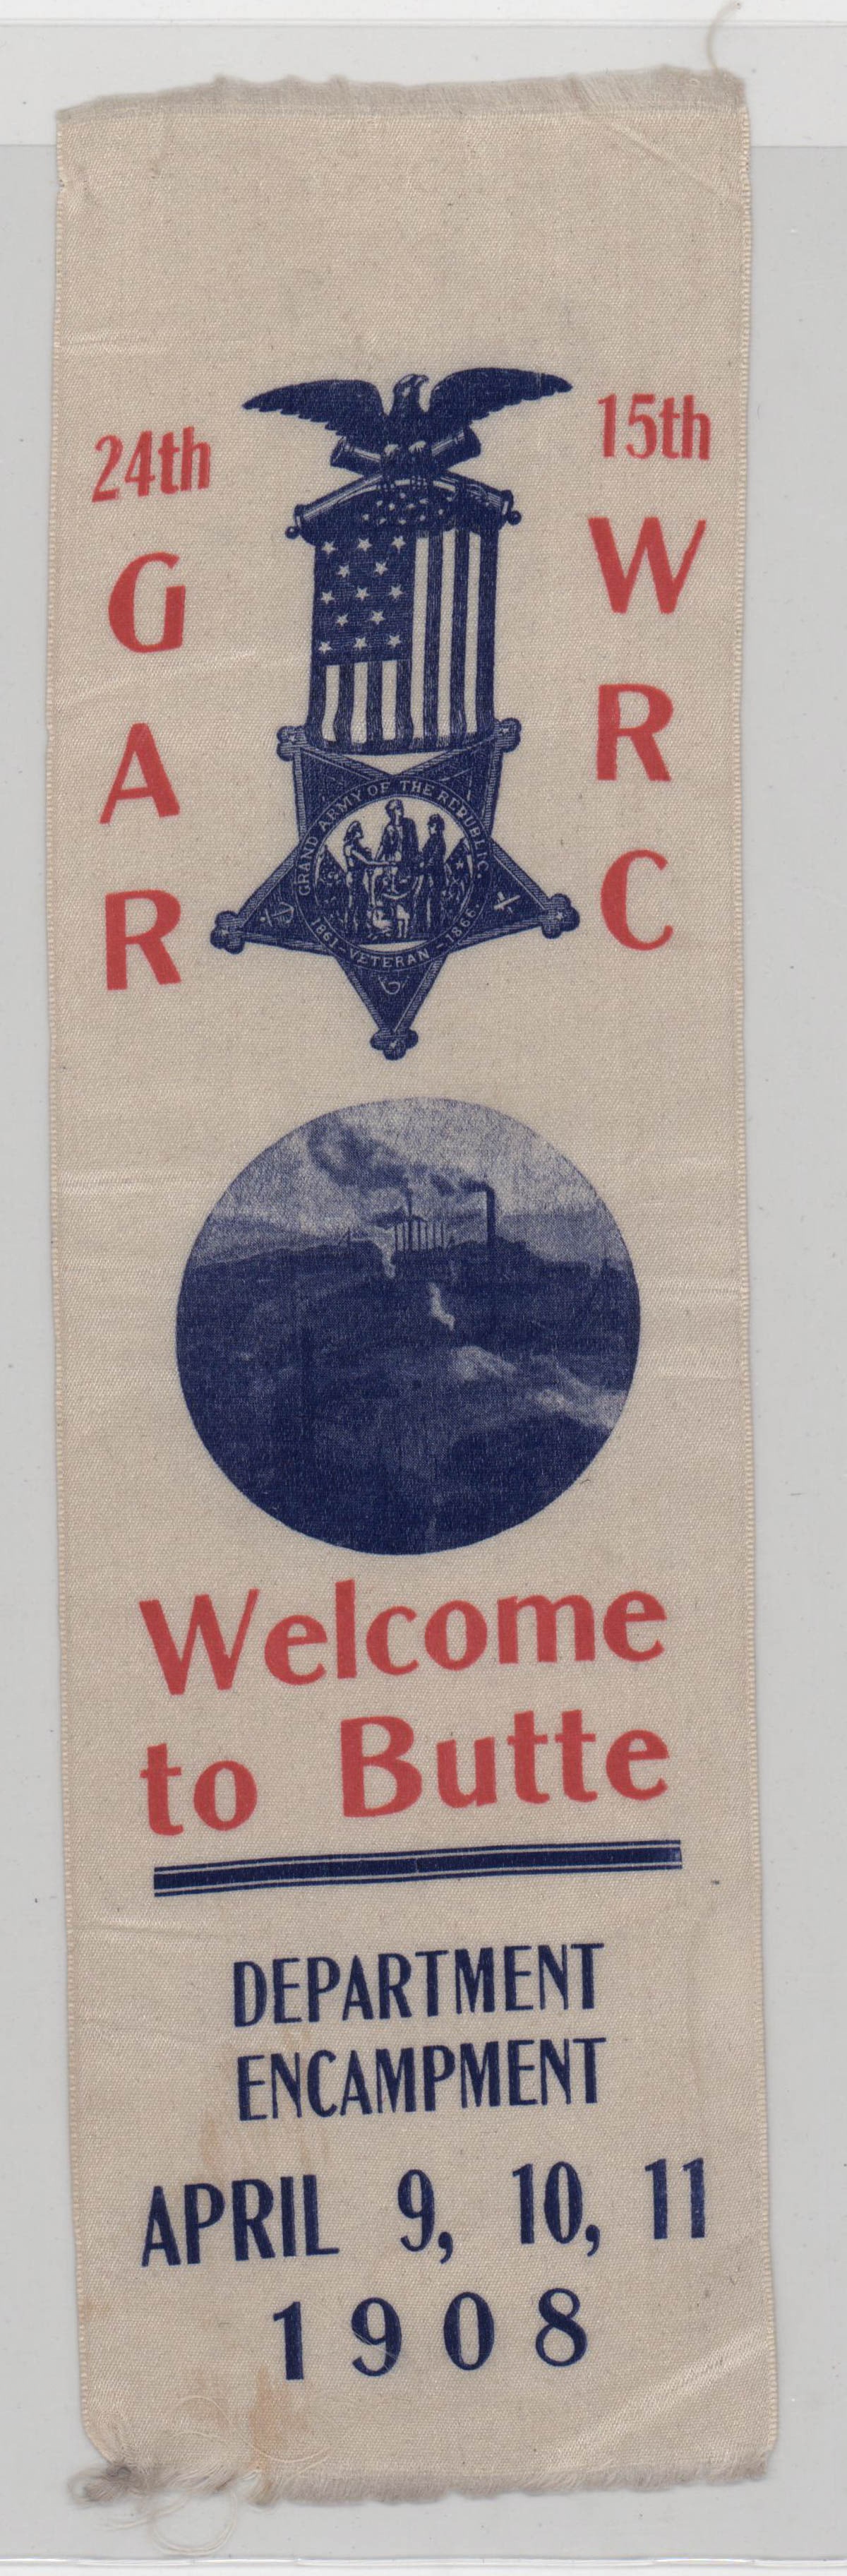 24th
G
A
R
15th
W
R
C
GRAND ARMY OF THE REPUBLIC.
1861 - VETERAN - 1866.
Welcome
to Butte
DEPARTMENT
ENCAMPMENT
APRIL 9, 10, 11
1908